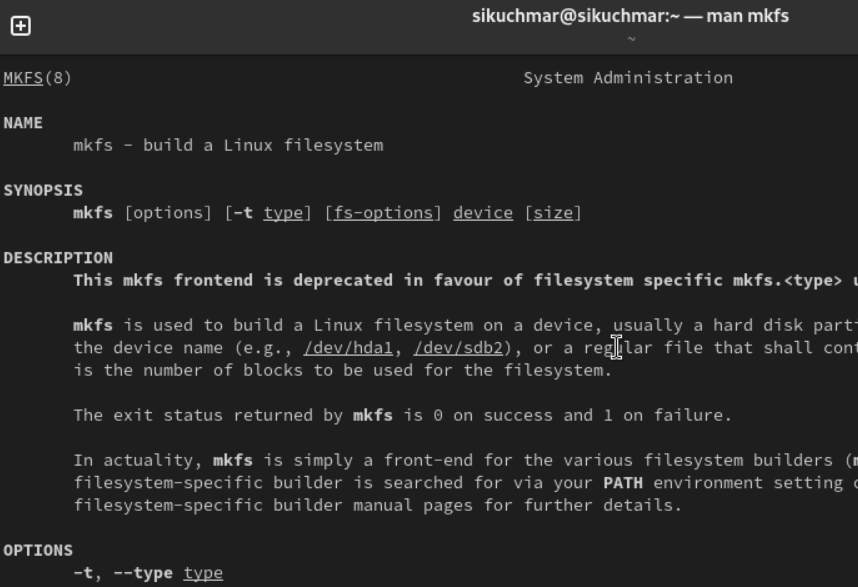 sikuchmar@sikuchmar:~ — man mkfs
~
MKFS(8) System Administration
NAME
mkfs - build a Linux filesystem
SYNOPSIS
mkfs [options] [-t type] [fs-options] device [size]
DESCRIPTION
This mkfs frontend is deprecated in favour of filesystem specific mkfs.<type>
mkfs is used to build a Linux filesystem on a device, usually a hard disk
the device name (e.g., /dev/hda1, /dev/sdb2), or a regular file that shall
is the number of blocks to be used for the filesystem.
The exit status returned by mkfs is 0 on success and 1 on failure.
In actuality, mkfs is simply a front-end for the various filesystem builders
filesystem-specific builder is searched for via your PATH environment setting
filesystem-specific builder manual pages for further details.
OPTIONS
-t, --type type